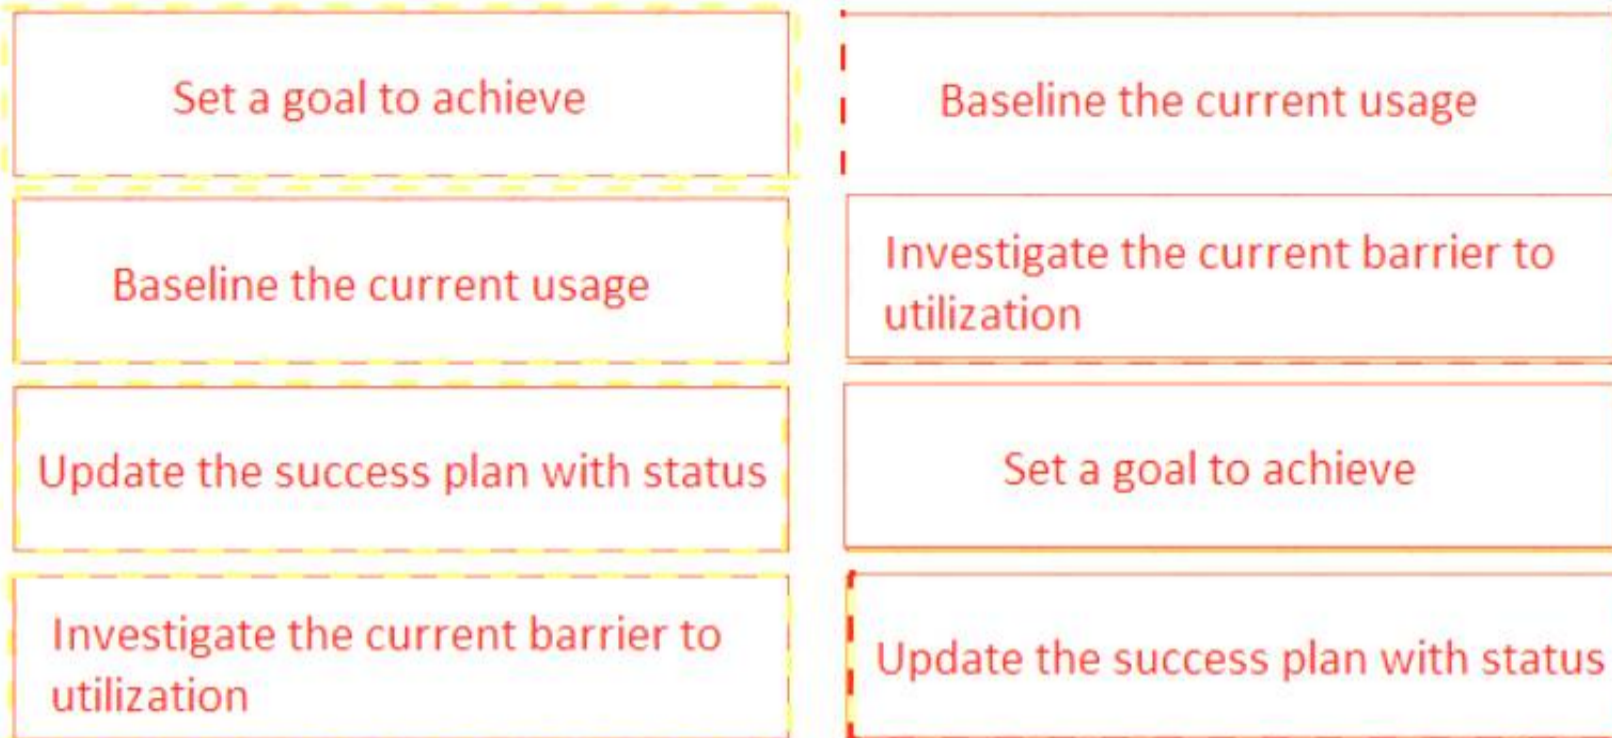 Set a goal to achieve
Baseline the current usage
Update the success plan with status
Investigate the current barrier to
utilization
Baseline the current usage
Investigate the current barrier to
utilization
Set a goal to achieve
Update the success plan with status